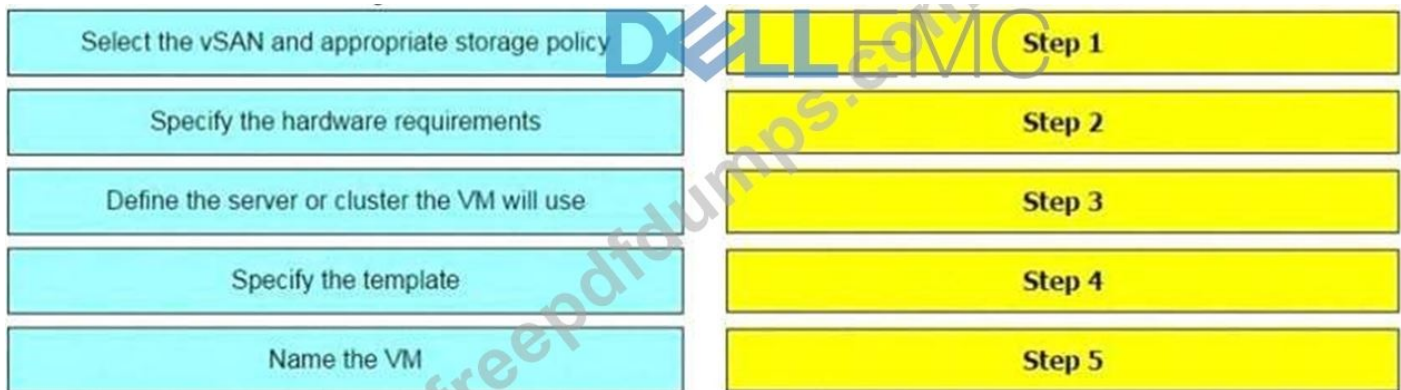 Select the vSAN and appropriate storage policy
DELL EMC
Step 1
Specify the hardware requirements
Step 2
Define the server or cluster the VM will use
Step 3
Specify the template
Step 4
Name the VM
Step 5
freepdfdumps.com